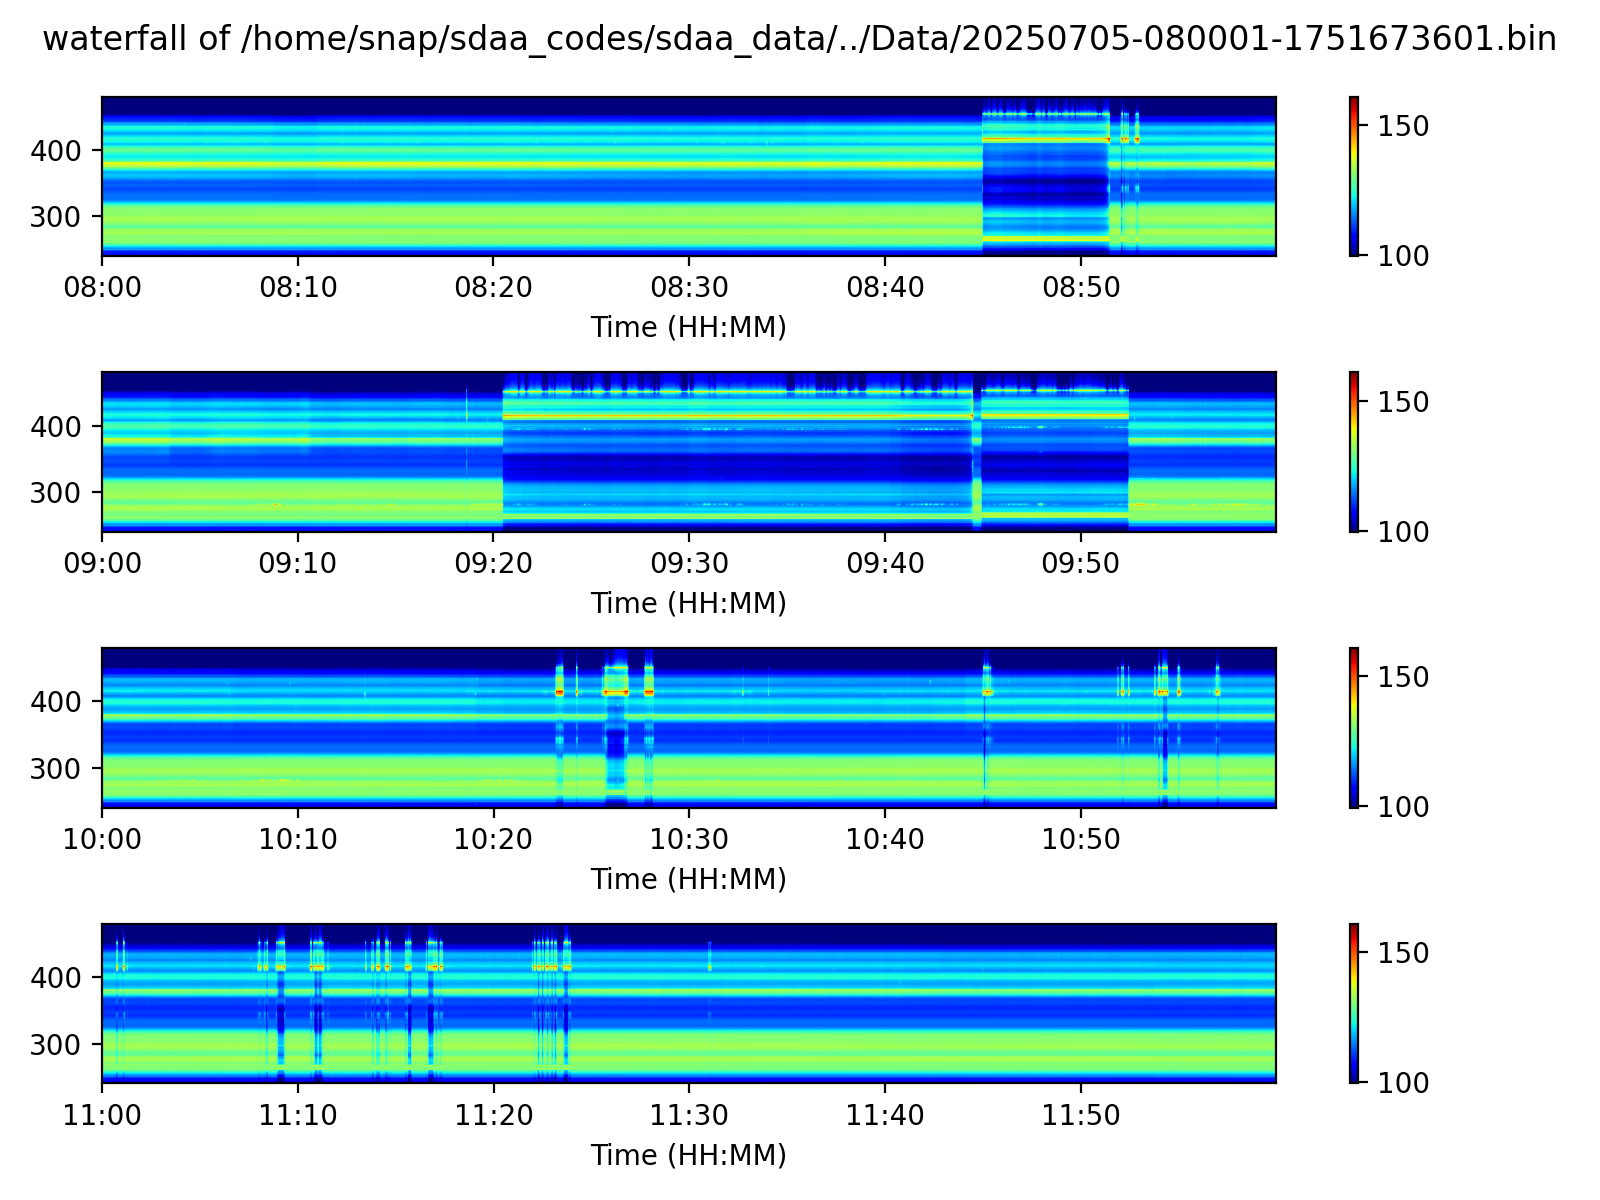 waterfall of /home/snap/sdaa_codes/sdaa_data/../Data/20250705-080001-1751673601.bin
400
300
150
100
08:00 08:10 08:20 08:30 08:40 08:50
Time (HH:MM)
400
300
150
100
09:00 09:10 09:20 09:30 09:40 09:50
Time (HH:MM)
400
300
150
100
10:00 10:10 10:20 10:30 10:40 10:50
Time (HH:MM)
400
300
150
100
11:00 11:10 11:20 11:30 11:40 11:50
Time (HH:MM)